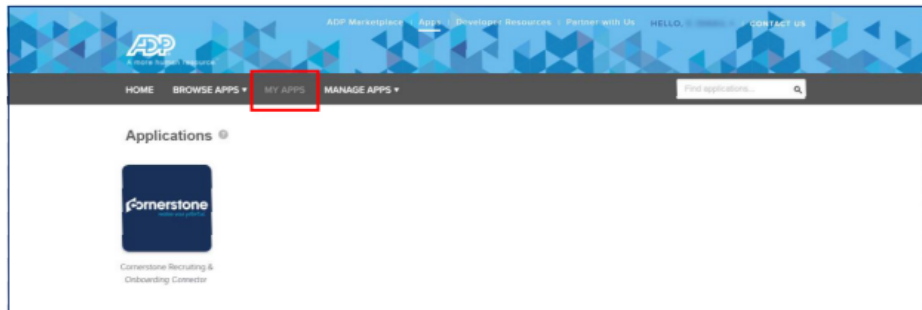 ADP Marketplace | Apps | Developer Resources | Partner with Us HELLO, CONTACT US
ADP
A more human resource.
HOME BROWSE APPS ▾ MY APPS MANAGE APPS ▾ Find applications...
Applications
Cornerstone
Cornerstone Recruiting &
Onboarding Connector